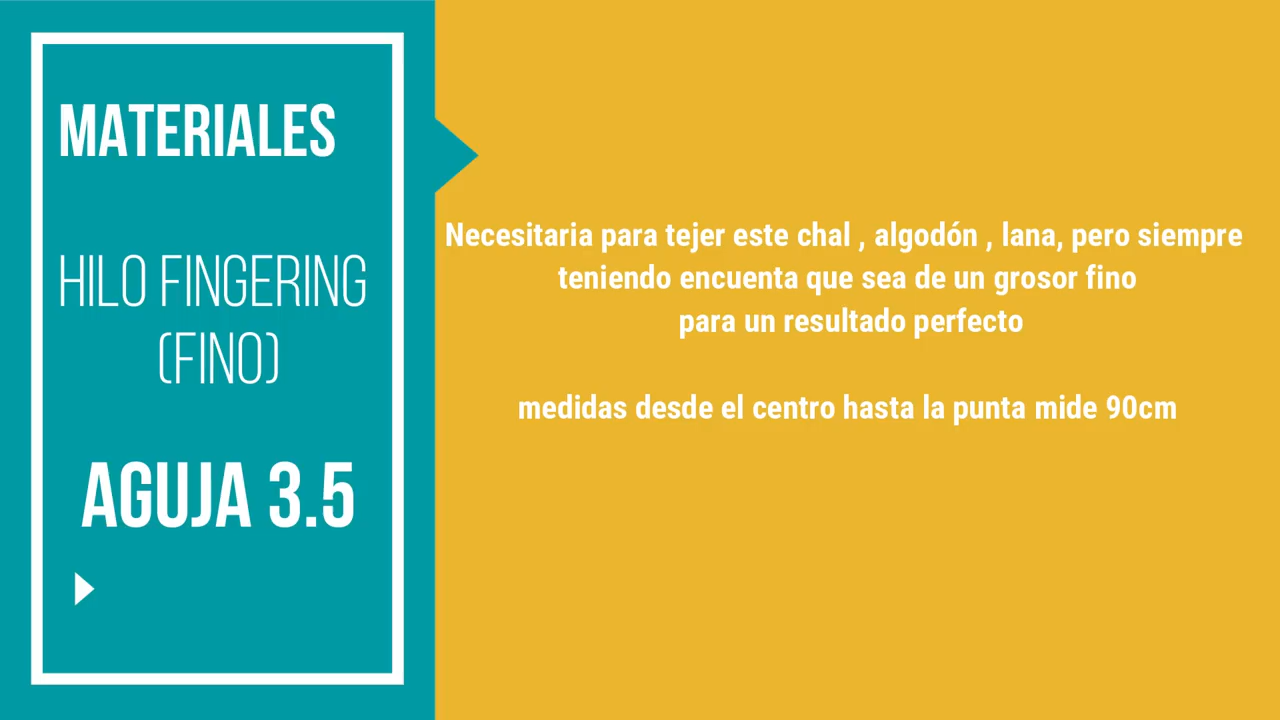 MATERIALES
HILO FINGERING
(FINO)
AGUJA 3.5
Necesitaria para tejer este chal , algodón , lana, pero siempre
teniendo encuenta que sea de un grosor fino
para un resultado perfecto
medidas desde el centro hasta la punta mide 90cm